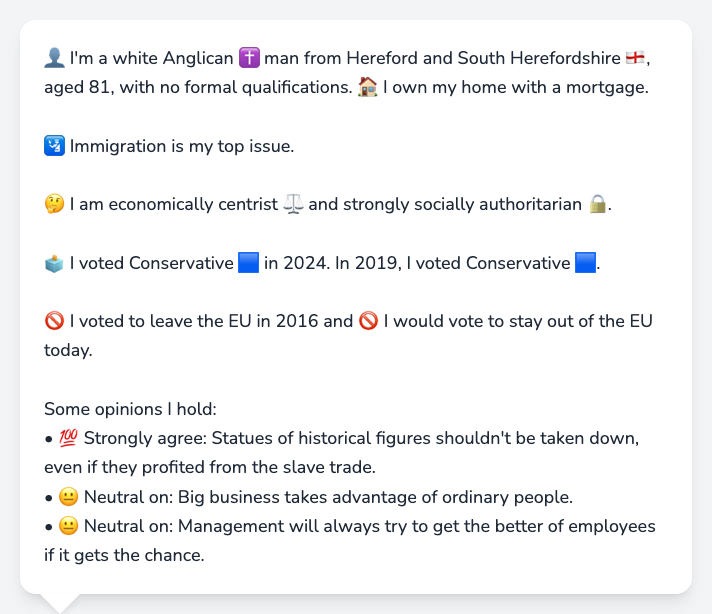 👤 I'm a white Anglican ✝️ man from Hereford and South Herefordshire 🏴󠁧󠁢󠁥󠁮󠁧󠁿,
aged 81, with no formal qualifications. 🏠 I own my home with a mortgage.
🛂 Immigration is my top issue.
🤔 I am economically centrist ⚖️ and strongly socially authoritarian 🔒.
🗳️ I voted Conservative 🟦 in 2024. In 2019, I voted Conservative 🟦.
🚫 I voted to leave the EU in 2016 and 🚫 I would vote to stay out of the EU
today.
Some opinions I hold:
• 💯 Strongly agree: Statues of historical figures shouldn't be taken down,
even if they profited from the slave trade.
• 😐 Neutral on: Big business takes advantage of ordinary people.
• 😐 Neutral on: Management will always try to get the better of employees
if it gets the chance.